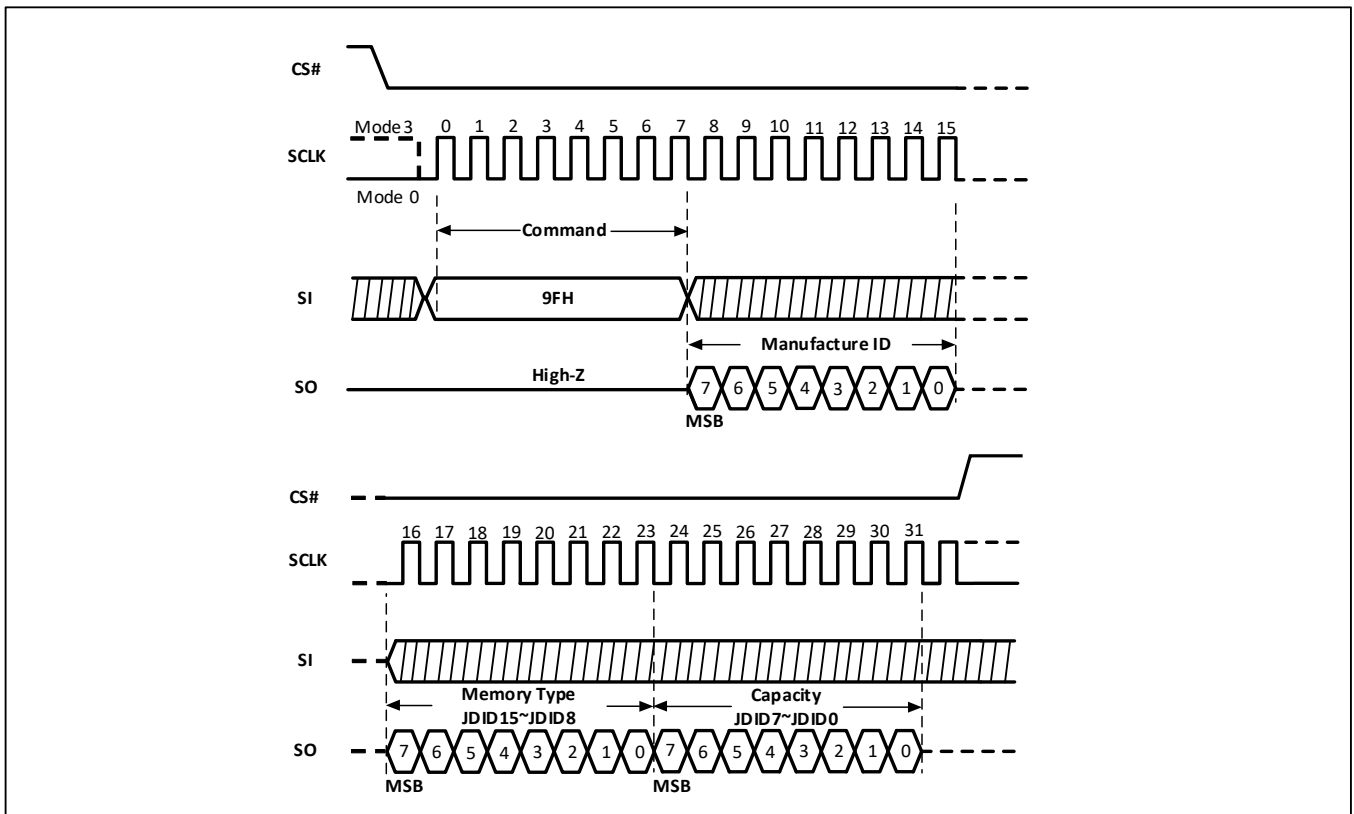 CS#
Mode 3 0 1 2 3 4 5 6 7 8 9 10 11 12 13 14 15
SCLK
Mode 0
Command
SI 9FH
Manufacture ID
High-Z
SO 7 6 5 4 3 2 1 0
MSB
CS#
16 17 18 19 20 21 22 23 24 25 26 27 28 29 30 31
SCLK
SI
Memory Type Capacity
JDID15~JDID8 JDID7~JDID0
SO 7 6 5 4 3 2 1 0 7 6 5 4 3 2 1 0
MSB MSB